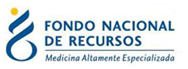 FONDO NACIONAL
DE RECURSOS
Medicina Altamente Especializada